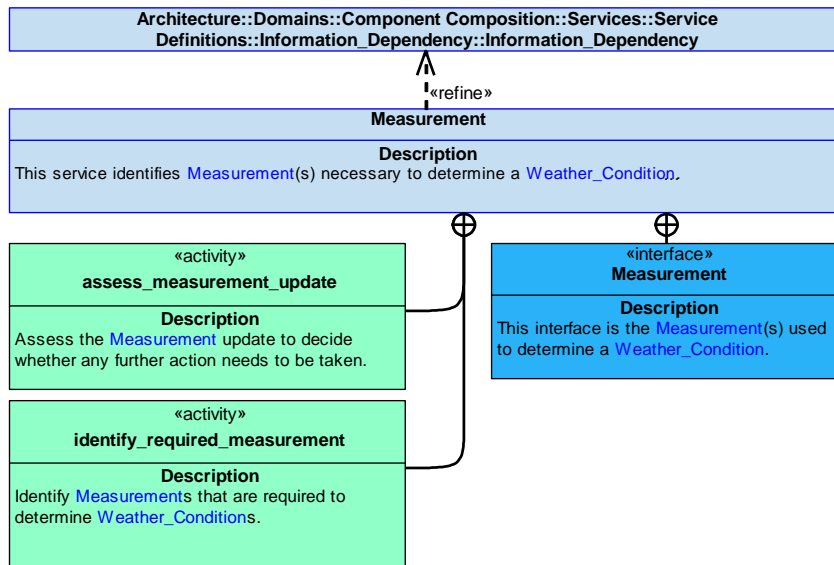 Architecture::Domains::Component Composition::Services::Service
Definitions::Information_Dependency::Information_Dependency
«refine»
Measurement
Description
This service identifies Measurement(s) necessary to determine a Weather_Condition.
«activity»
assess_measurement_update
Description
Assess the Measurement update to decide
whether any further action needs to be taken.
«interface»
Measurement
Description
This interface is the Measurement(s) used
to determine a Weather_Condition.
«activity»
identify_required_measurement
Description
Identify Measurements that are required to
determine Weather_Conditions.